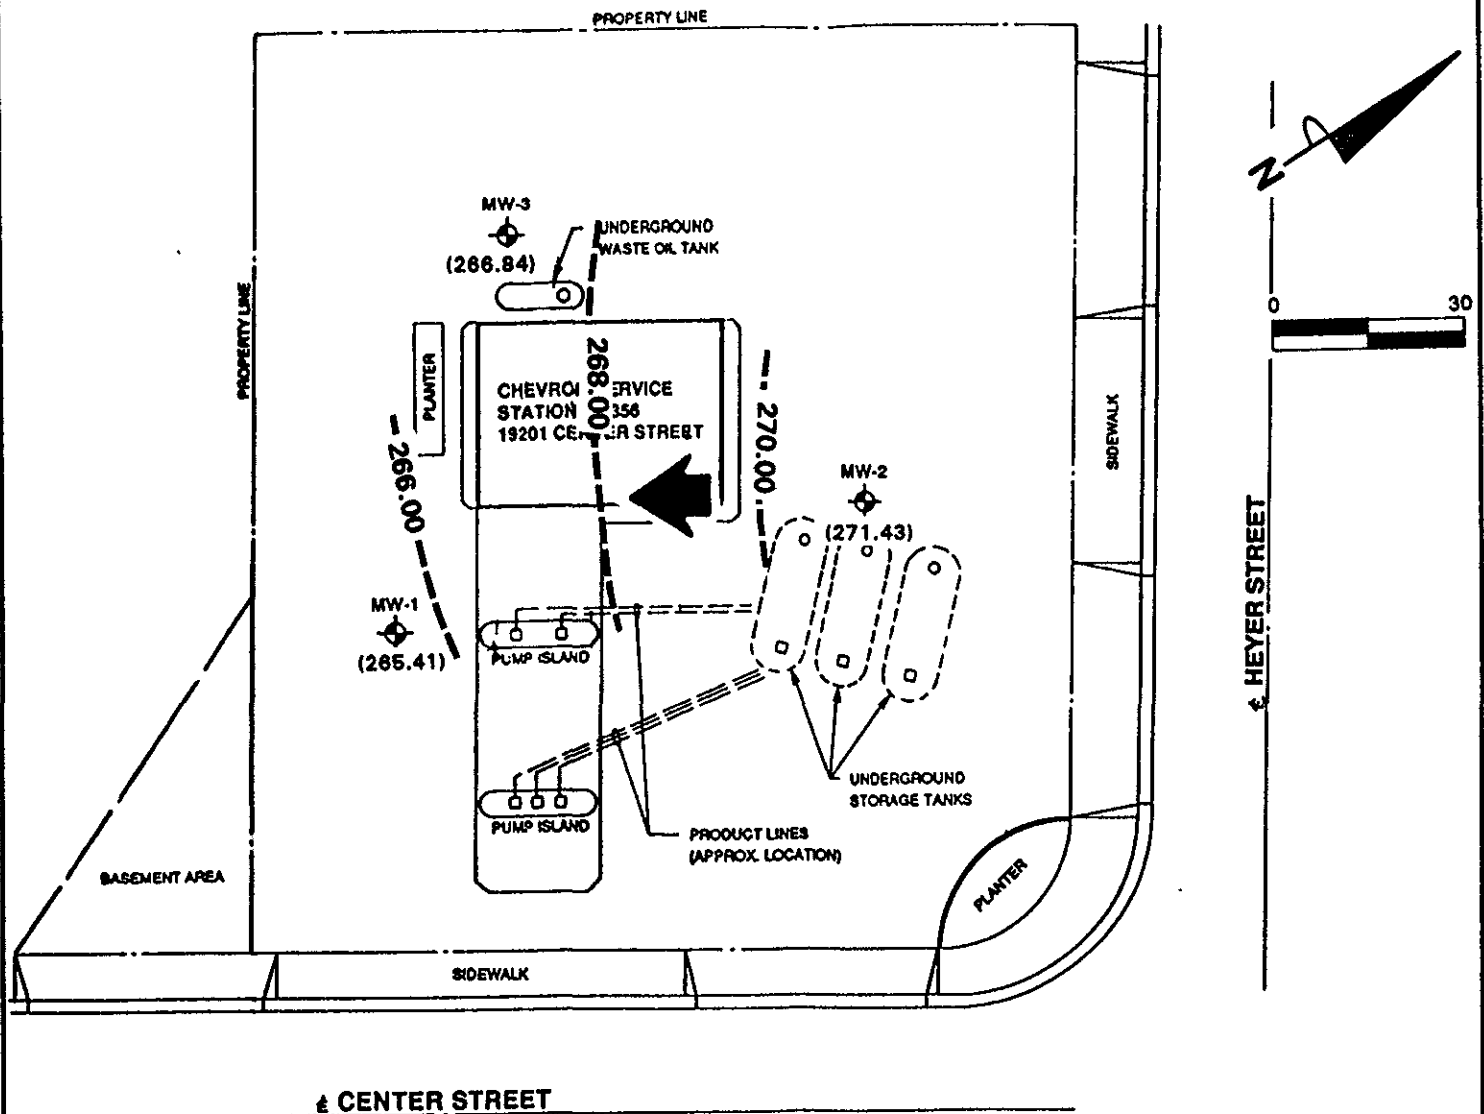 PROPERTY LINE
N
MW-3
UNDERGROUND
WASTE OIL TANK
(266.84)
PROPERTY LINE
0 30
PLANTER
268.00
STATION 356
19201 STREET
270.00
266.00
SIDEWALK
MW-2
(271.43)
MW-1
(265.41)
PUMP ISLAND
℄ HEYER STREET
UNDERGROUND
STORAGE TANKS
PUMP ISLAND
PRODUCT LINES
(APPROX. LOCATION)
BASEMENT AREA
PLANTER
SIDEWALK
℄ CENTER STREET